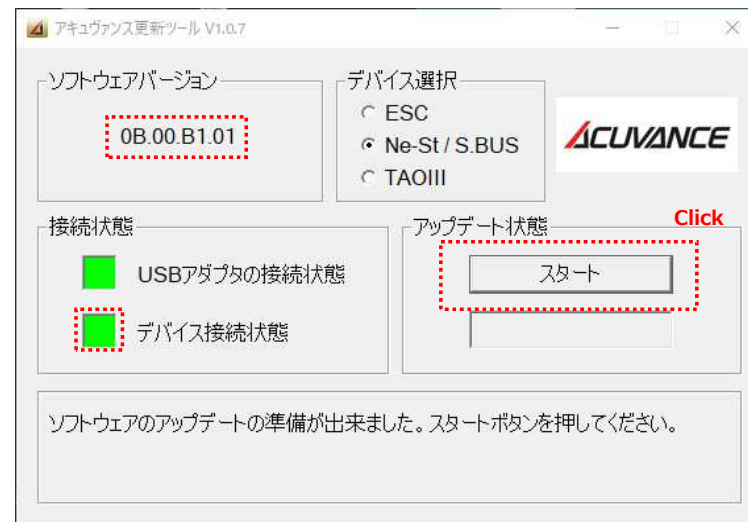 アキュヴァンス更新ツール V1.0.7
ソフトウェアバージョン
0B.00.B1.01
デバイス選択
ESC
Ne-St / S.BUS
TAOIII
ACUVANCE
接続状態
USBアダプタの接続状態
デバイス接続状態
アップデート状態
Click
スタート
ソフトウェアのアップデートの準備が出来ました。スタートボタンを押してください。